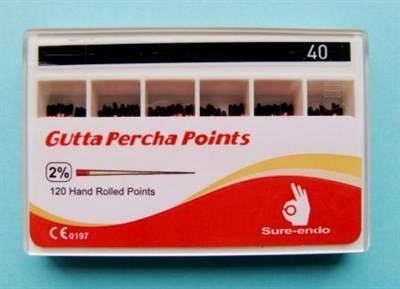 40
Gutta Percha Points
2%
120 Hand Rolled Points
CE 0197
Sure-endo